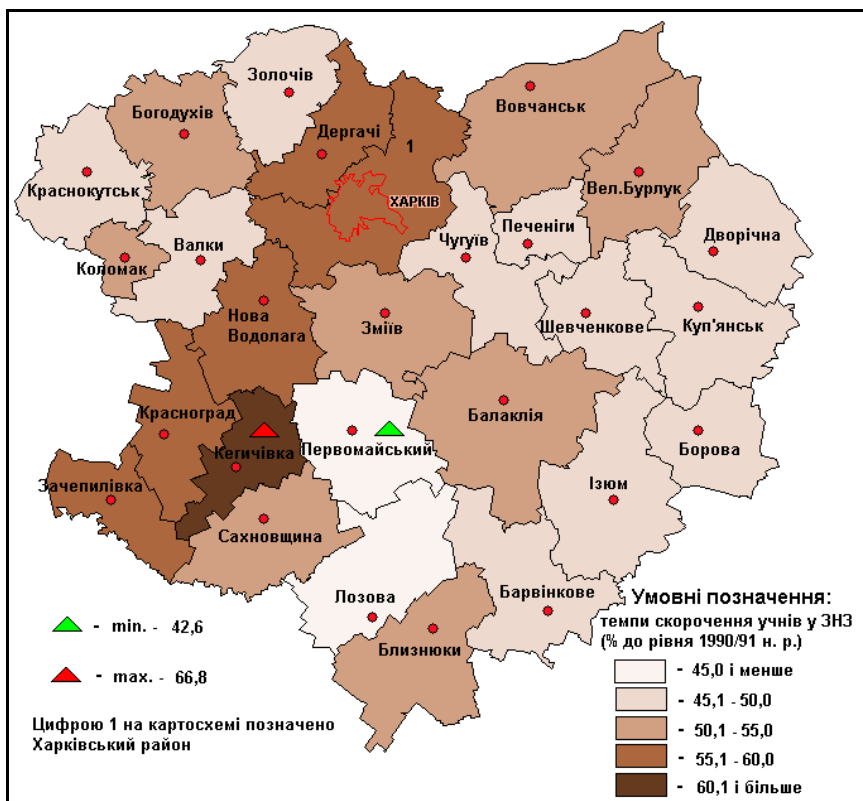 Золочів
Богодухів
Вовчанськ
Дергачі
1
Краснокутськ
Вел.Бурлук
ХАРКІВ
Печеніги
Чугуїв
Валки
Дворічна
Коломак
Нова
Водолага
Зміїв
Шевченкове
Куп'янськ
Красноград
Балаклія
Первомайський
Борова
Кегичівка
Зачепилівка
Ізюм
Сахновщина
Лозова
Барвінкове
Близнюки
- min. - 42,6
- max. - 66,8
Цифрою 1 на картосхемі позначено
Харківський район
Умовні позначення:
темпи скорочення учнів у ЗНЗ
(% до рівня 1990/91 н. р.)
- 45,0 і менше
- 45,1 - 50,0
- 50,1 - 55,0
- 55,1 - 60,0
- 60,1 і більше